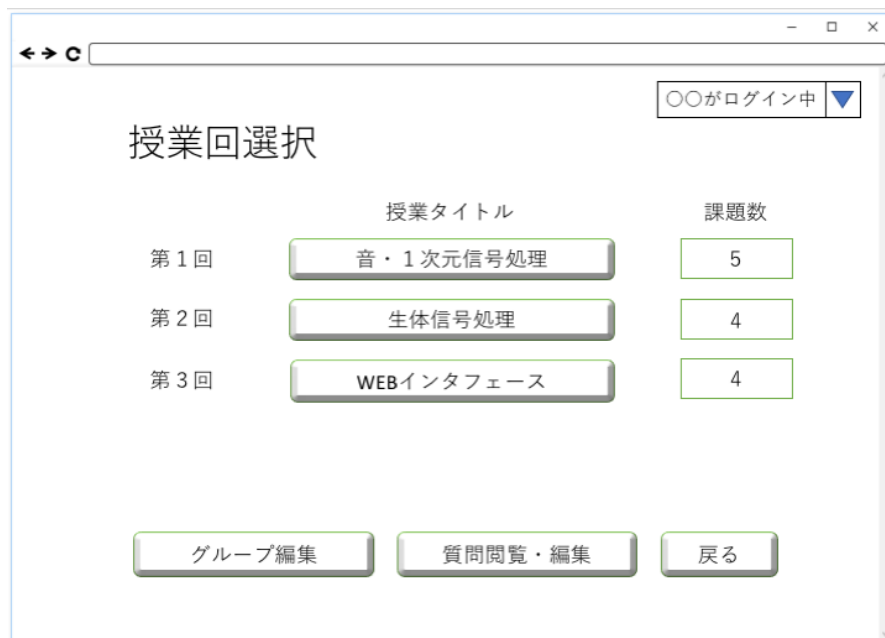 ○○がログイン中
授業回選択
授業タイトル 課題数
第1回 音・1次元信号処理 5
第2回 生体信号処理 4
第3回 WEBインタフェース 4
グループ編集 質問閲覧・編集 戻る